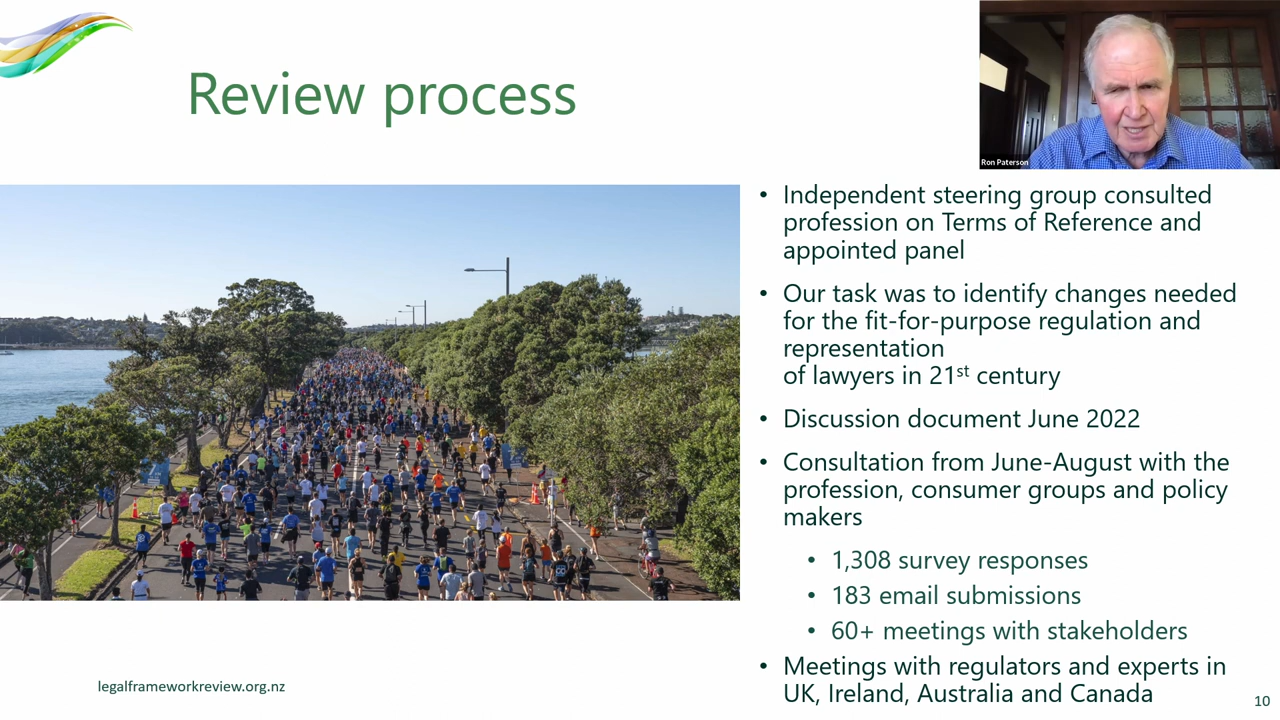 Review process
Ron Paterson
• Independent steering group consulted
profession on Terms of Reference and
appointed panel
• Our task was to identify changes needed
for the fit-for-purpose regulation and
representation
of lawyers in 21st century
• Discussion document June 2022
• Consultation from June-August with the
profession, consumer groups and policy
makers
• 1,308 survey responses
• 183 email submissions
• 60+ meetings with stakeholders
• Meetings with regulators and experts in
UK, Ireland, Australia and Canada
legalframeworkreview.org.nz
10